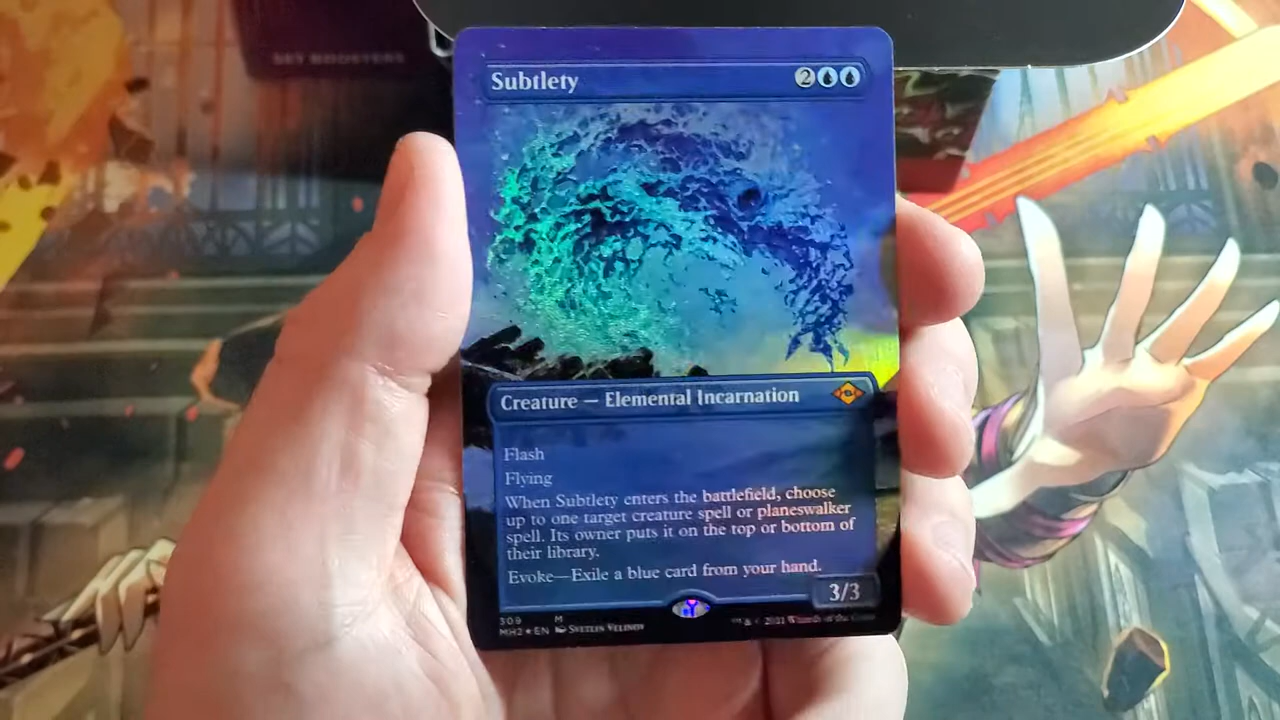 SET BOOSTERS
Subtlety
2
Creature — Elemental Incarnation
Flash
Flying
When Subtlety enters the battlefield, choose
up to one target creature spell or planeswalker
spell. Its owner puts it on the top or bottom of
their library.
Evoke—Exile a blue card from your hand.
3/3
309 M
MH2★EN Svetlin Velinov
™ & © 2021 Wizards of the Coast